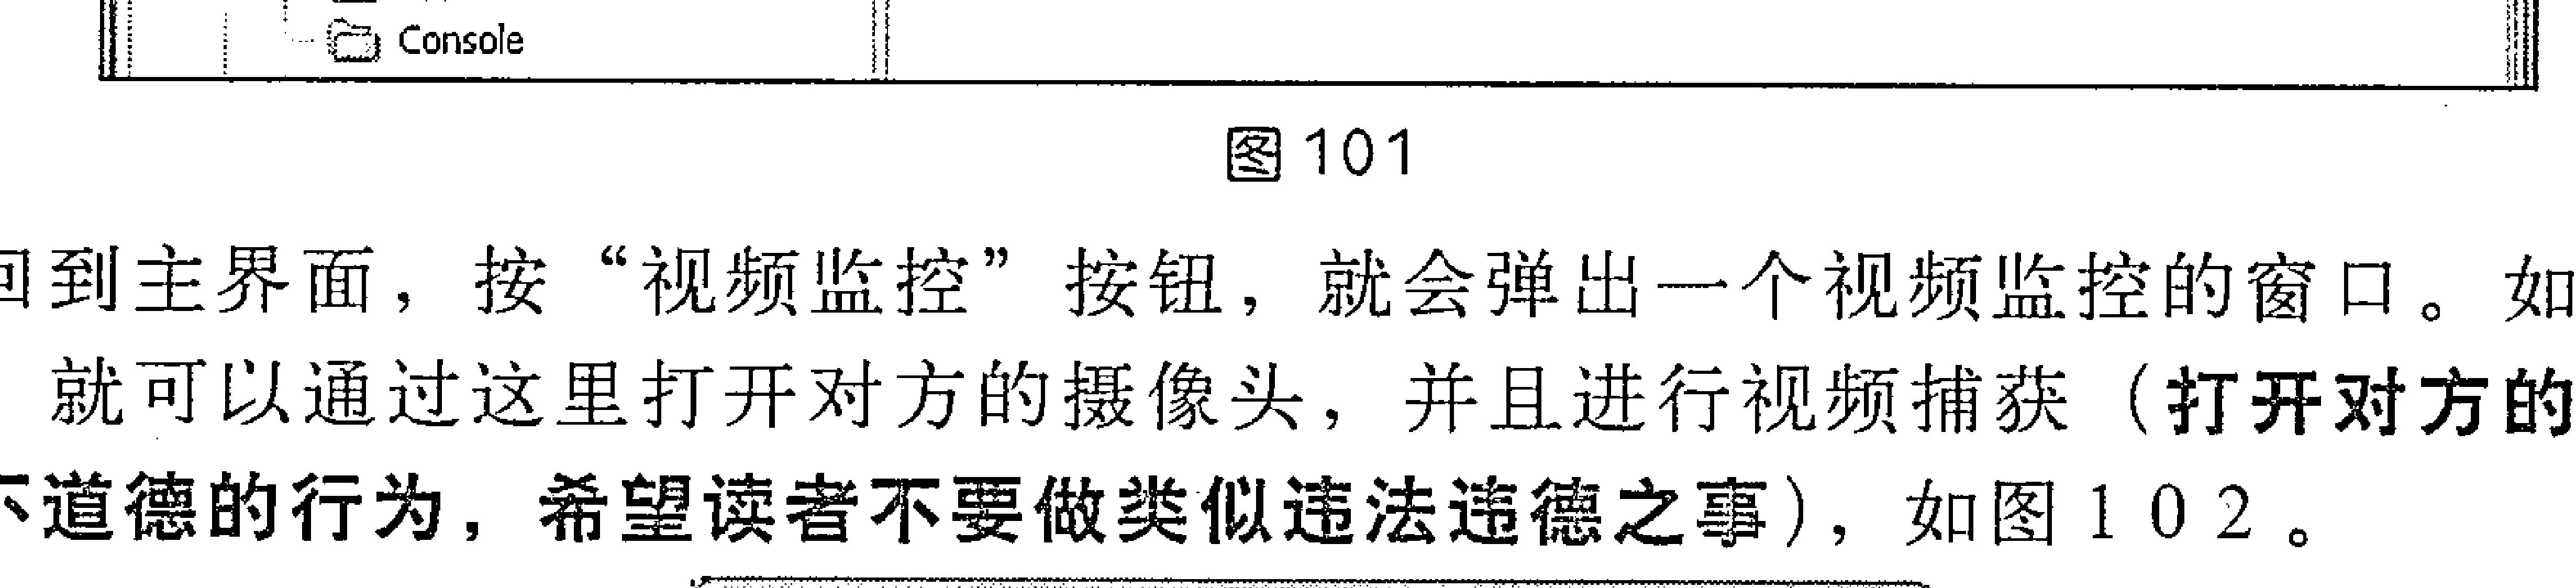 Console
图101
回到主界面，按“视频监控”按钮，就会弹出一个视频监控的窗口。如
就可以通过这里打开对方的摄像头，并且进行视频捕获（打开对方的
不道德的行为，希望读者不要做类似违法违德之事），如图102。